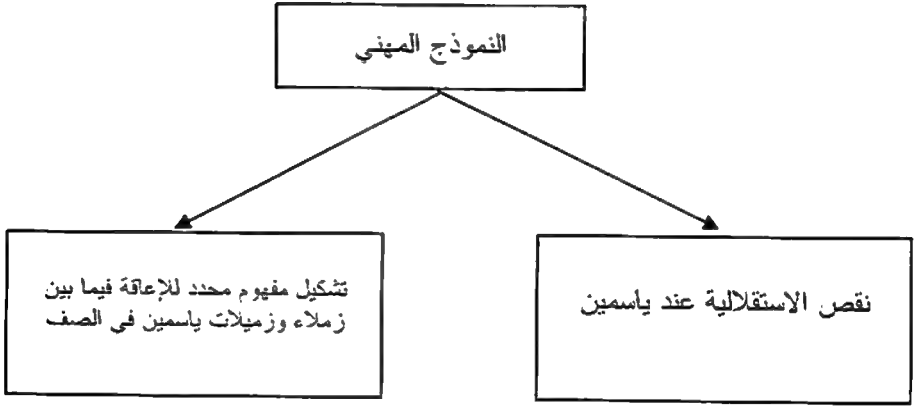 النموذج المهني
نقص الاستقلالية عند ياسمين
تشكيل مفهوم محدد للإعاقة فيما بين
زملاء وزميلات ياسمين في الصف